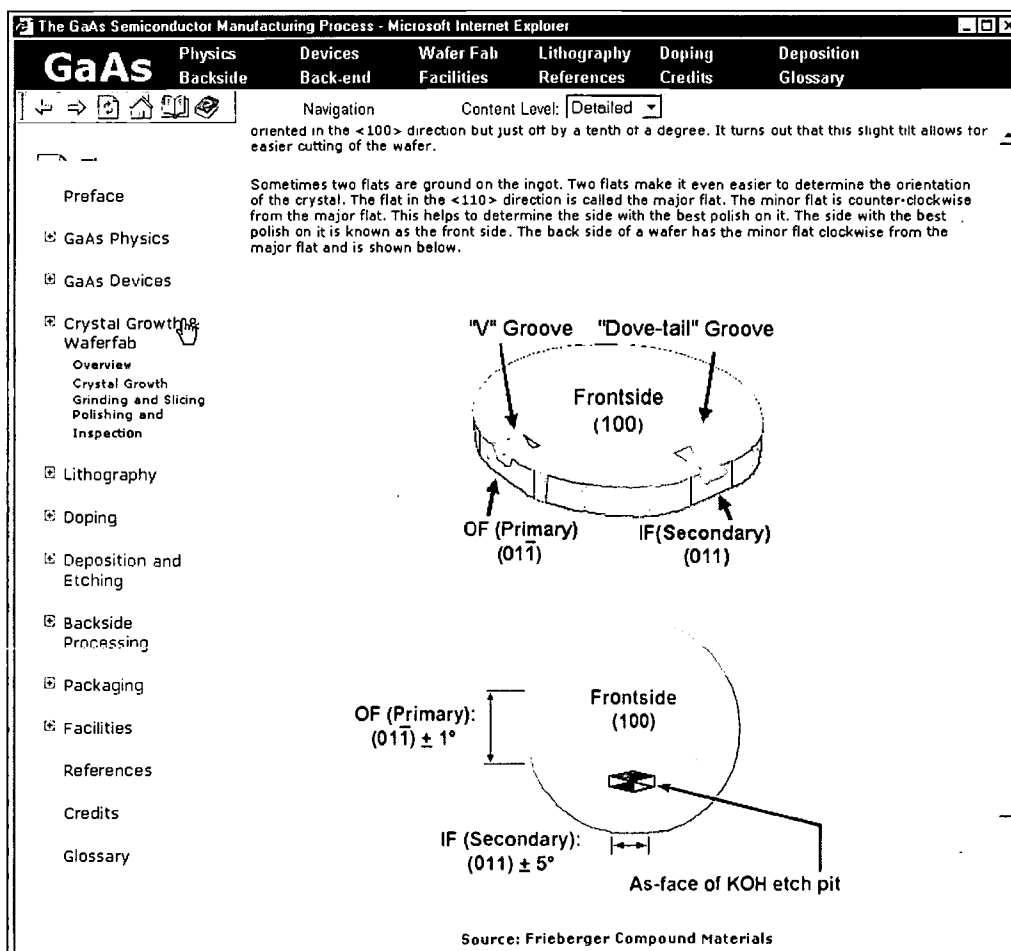 The GaAs Semiconductor Manufacturing Process - Microsoft Internet Explorer
GaAs
Physics Devices Wafer Fab Lithography Doping Deposition
Backside Back-end Facilities References Credits Glossary
Navigation Content Level: Detailed
oriented in the <100> direction but just off by a tenth of a degree. It turns out that this slight tilt allows for
easier cutting of the wafer.
Sometimes two flats are ground on the ingot. Two flats make it even easier to determine the orientation
of the crystal. The flat in the <110> direction is called the major flat. The minor flat is counter-clockwise
from the major flat. This helps to determine the side with the best polish on it. The side with the best
polish on it is known as the front side. The back side of a wafer has the minor flat clockwise from the
major flat and is shown below.
Preface
GaAs Physics
GaAs Devices
Crystal Growth &
Waferfab
Overview
Crystal Growth
Grinding and Slicing
Polishing and
Inspection
Lithography
Doping
Deposition and
Etching
Backside
Processing
Packaging
Facilities
References
Credits
Glossary
"V" Groove "Dove-tail" Groove
Frontside
(100)
OF (Primary)
(011̅)
IF(Secondary)
(011)
Frontside
(100)
OF (Primary):
(011̅) ± 1°
IF (Secondary):
(011) ± 5°
As-face of KOH etch pit
Source: Frieberger Compound Materials